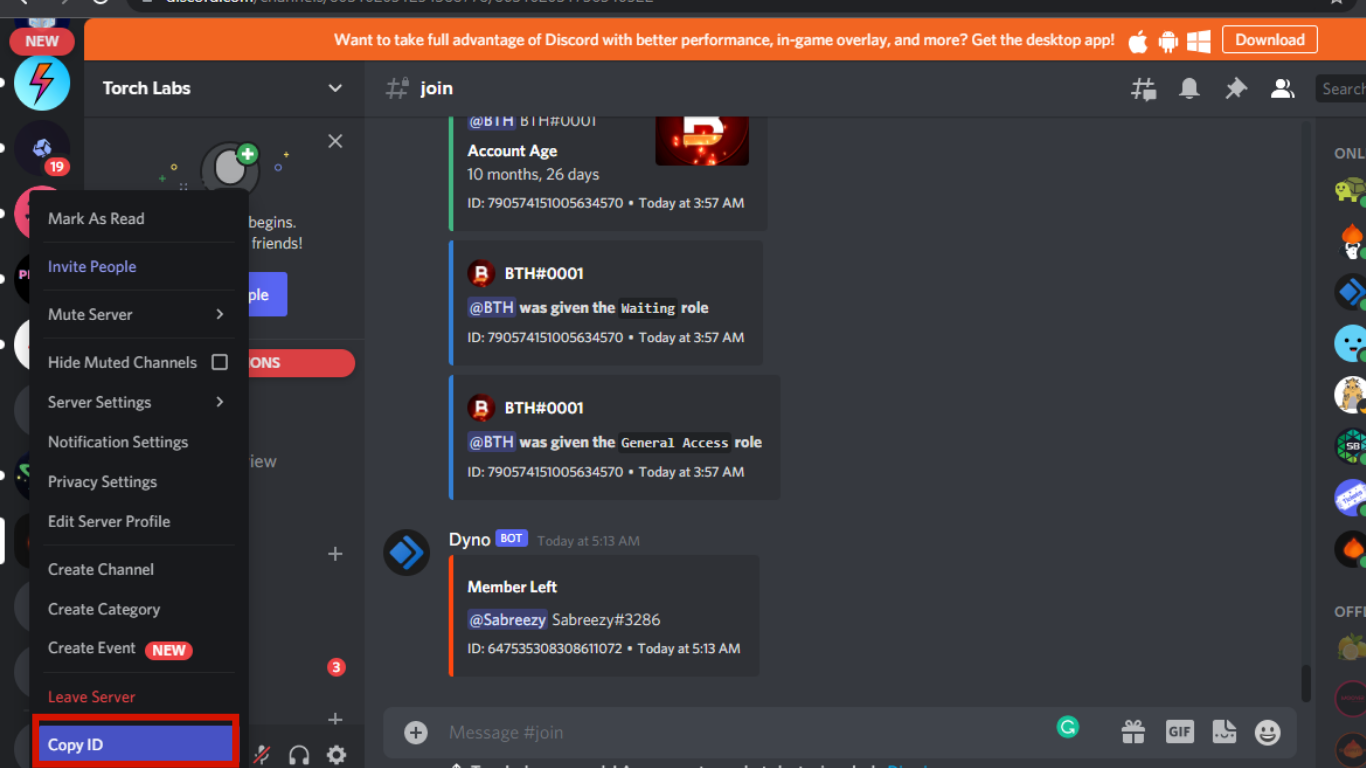 Want to take full advantage of Discord with better performance, in-game overlay, and more? Get the desktop app!
Download
NEW
Torch Labs
join
Search
19
begins.
friends!
Mark As Read
Invite People
Mute Server
Hide Muted Channels
Server Settings
Notification Settings
Privacy Settings
Edit Server Profile
Create Channel
Create Category
Create Event NEW
Leave Server
Copy ID
ple
ONS
iew
3
@BTH BTH#0001
Account Age
10 months, 26 days
ID: 790574151005634570 • Today at 3:57 AM
BTH#0001
@BTH was given the Waiting role
ID: 790574151005634570 • Today at 3:57 AM
BTH#0001
@BTH was given the General Access role
ID: 790574151005634570 • Today at 3:57 AM
Dyno BOT Today at 5:13 AM
Member Left
@Sabreezy Sabreezy#3286
ID: 647535308308611072 • Today at 5:13 AM
Message #join
GIF
ONL
SB
OFFI